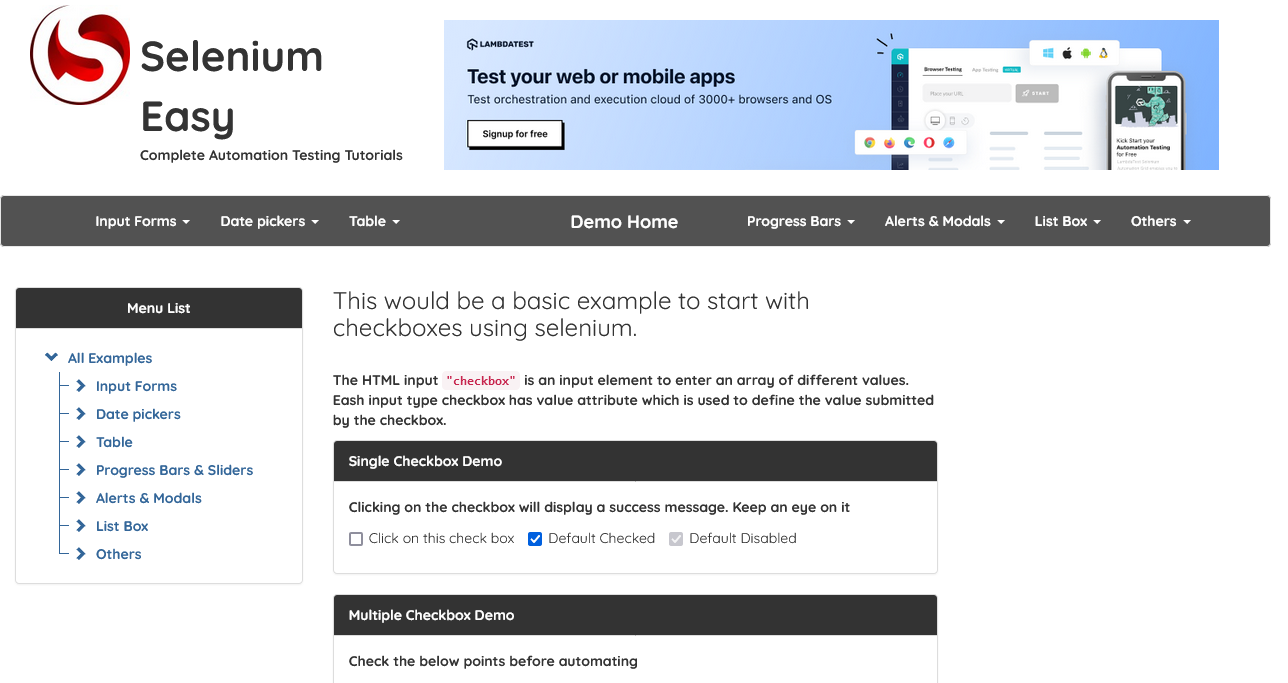 Selenium
Easy
Complete Automation Testing Tutorials
LAMBDATEST
Test your web or mobile apps
Test orchestration and execution cloud of 3000+ browsers and OS
Signup for free
Browser Testing
App Testing
Place your URL
START
Kick Start your
Automation Testing
for Free
Input Forms
Date pickers
Table
Demo Home
Progress Bars
Alerts & Modals
List Box
Others
Menu List
All Examples
Input Forms
Date pickers
Table
Progress Bars & Sliders
Alerts & Modals
List Box
Others
This would be a basic example to start with
checkboxes using selenium.
The HTML input "checkbox" is an input element to enter an array of different values.
Eash input type checkbox has value attribute which is used to define the value submitted
by the checkbox.
Single Checkbox Demo
Clicking on the checkbox will display a success message. Keep an eye on it
Click on this check box
Default Checked
Default Disabled
Multiple Checkbox Demo
Check the below points before automating